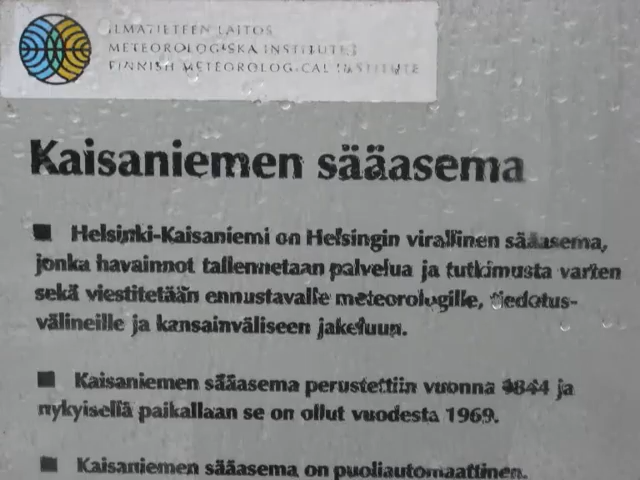 ILMATIETEEN LAITOS
METEOROLOGISKA INSTITUTET
FINNISH METEOROLOGICAL INSTITUTE
Kaisaniemen sääasema
■ Helsinki-Kaisaniemi on Helsingin virallinen sääasema,
jonka havainnot tallennetaan palvelua ja tutkimusta varten
sekä viestitetään ennustavalle meteorologille, tiedotus-
välineille ja kansainväliseen jakeluun.
■ Kaisaniemen sääasema perustettiin vuonna 1844 ja
nykyisellä paikallaan se on ollut vuodesta 1969.
■ Kaisaniemen sääasema on puoliautomaattinen.